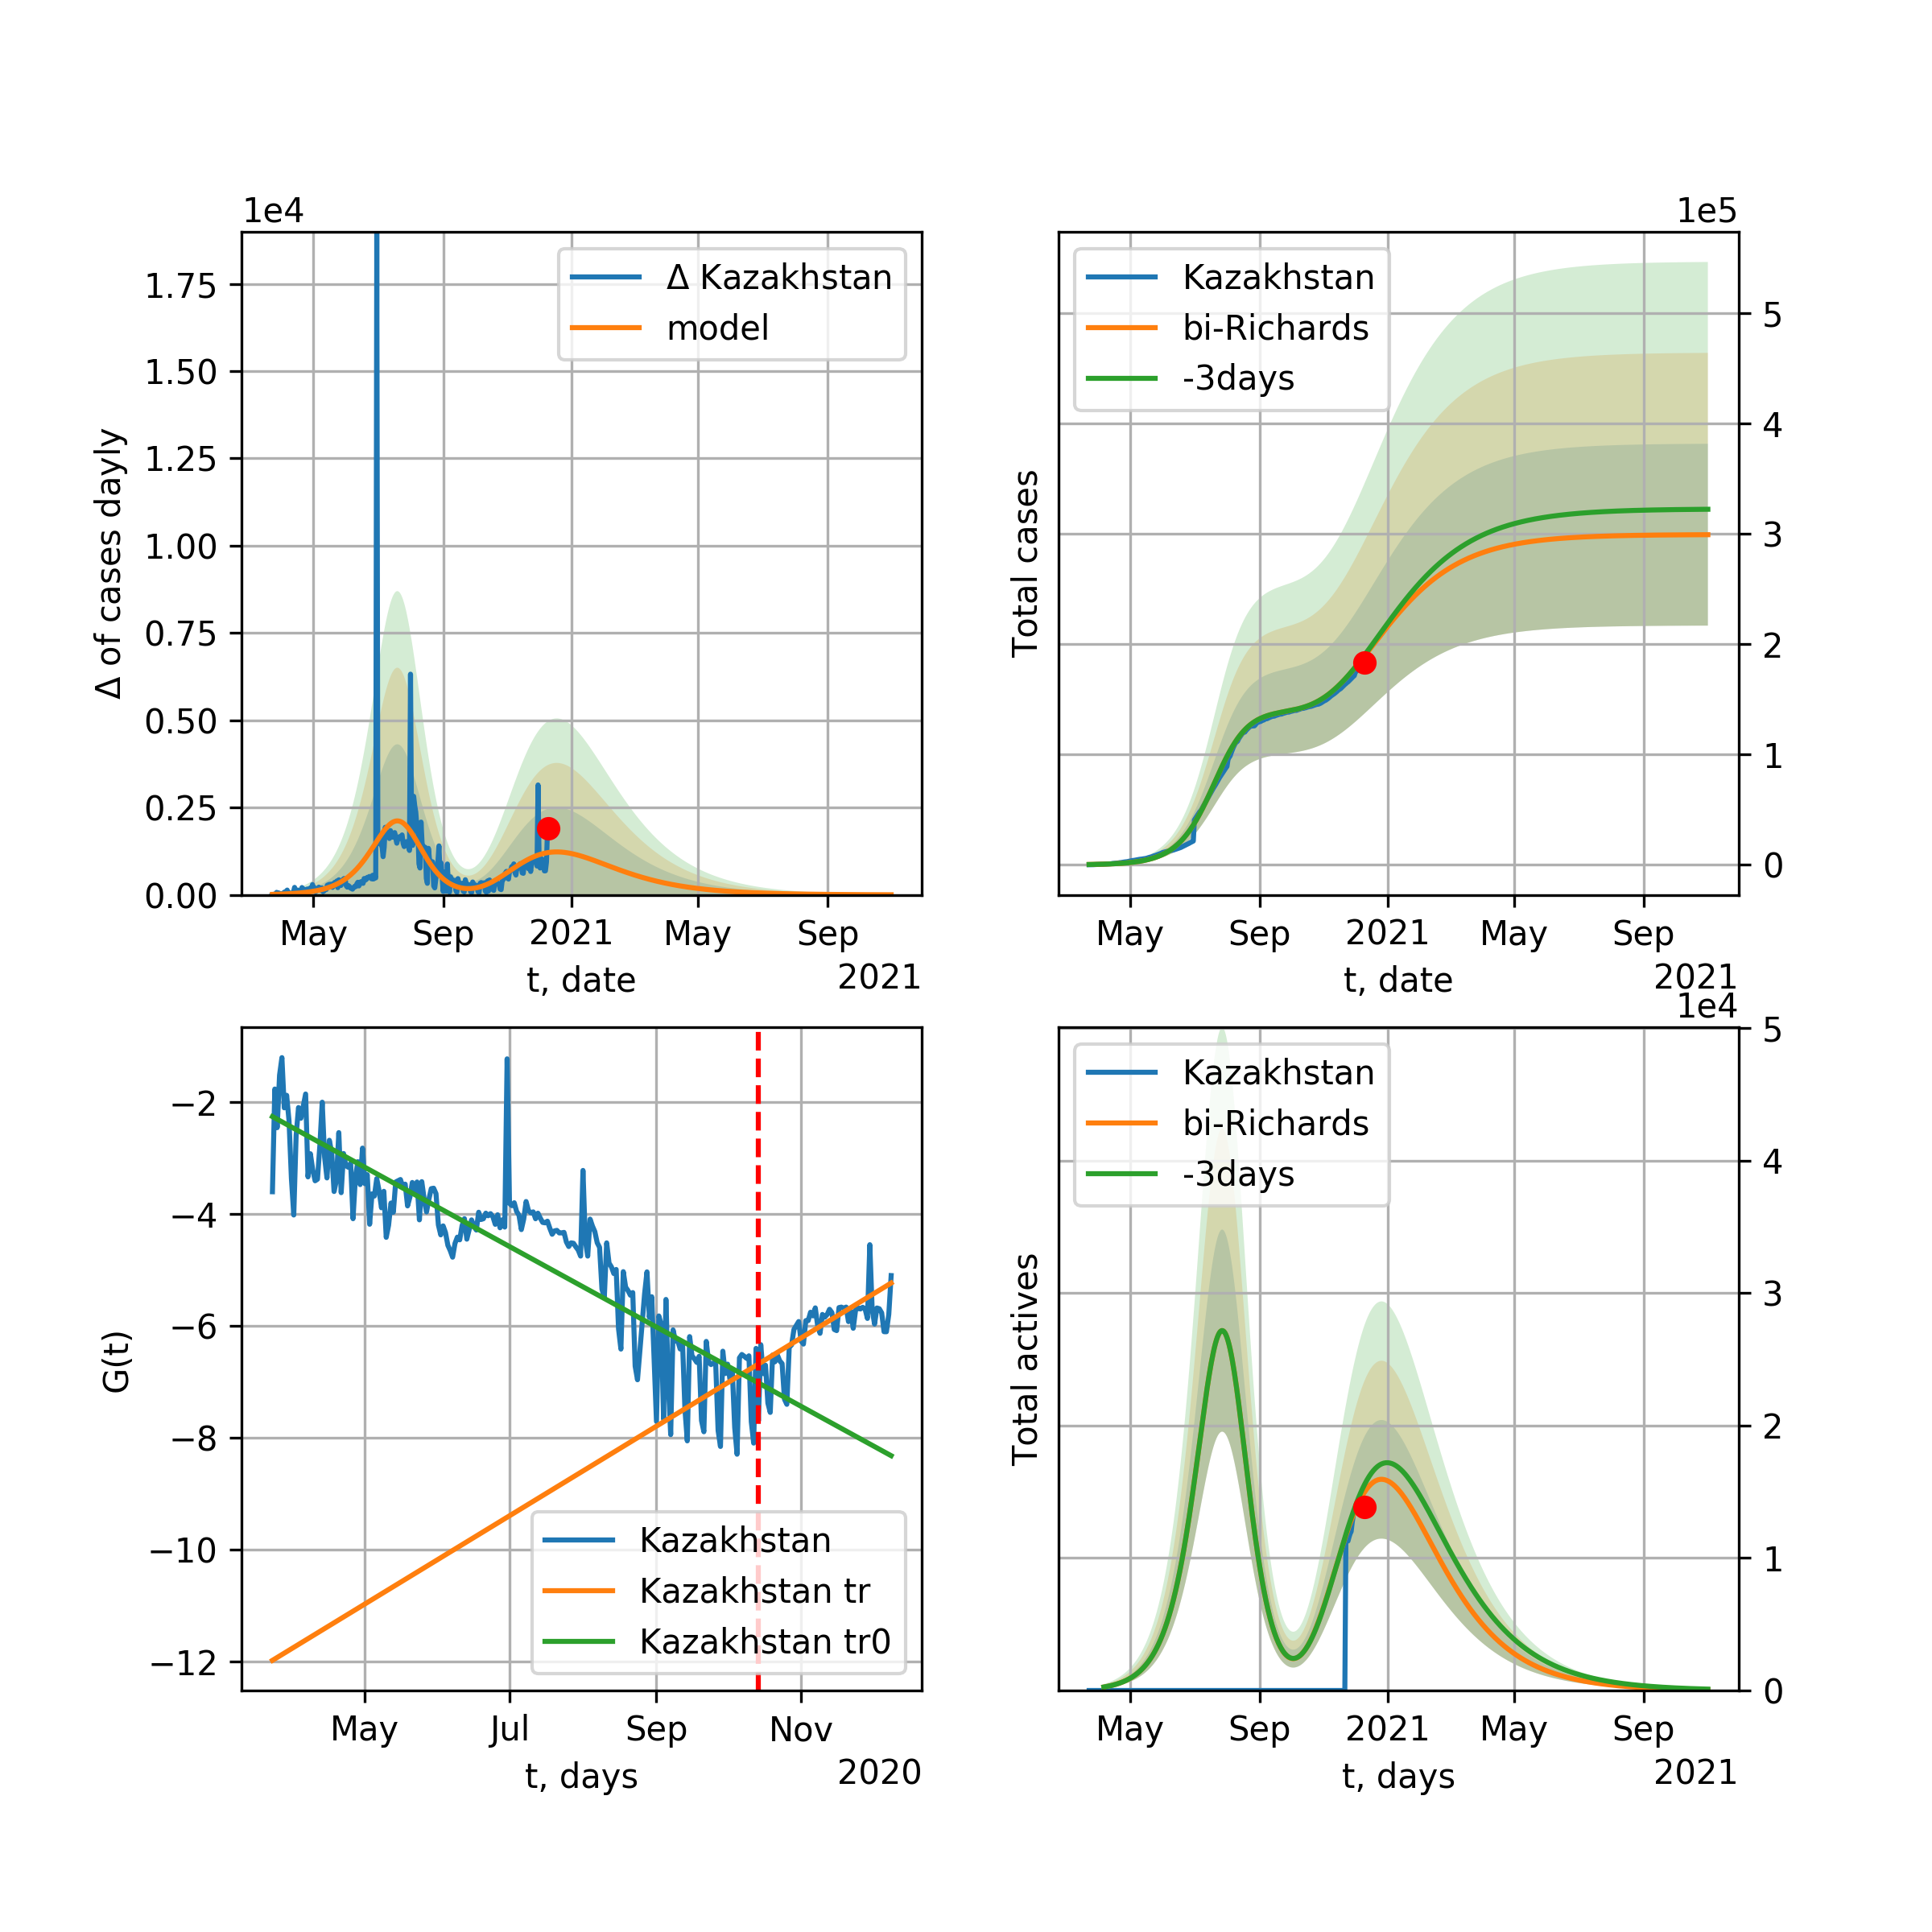 1e4
Δ of cases dayly
1.75
1.50
1.25
1.00
0.75
0.50
0.25
0.00
Δ Kazakhstan
model
May Sep 2021 May Sep
t, date
2021
1e5
Total cases
Kazakhstan
bi-Richards
-3days
5
4
3
2
1
0
May Sep 2021 May Sep
t, date
2021
G(t)
−2
−4
−6
−8
−10
−12
Kazakhstan
Kazakhstan tr
Kazakhstan tr0
May Jul Sep Nov
t, days
2020
1e4
Total actives
Kazakhstan
bi-Richards
-3days
5
4
3
2
1
0
May Sep 2021 May Sep
t, days
2021